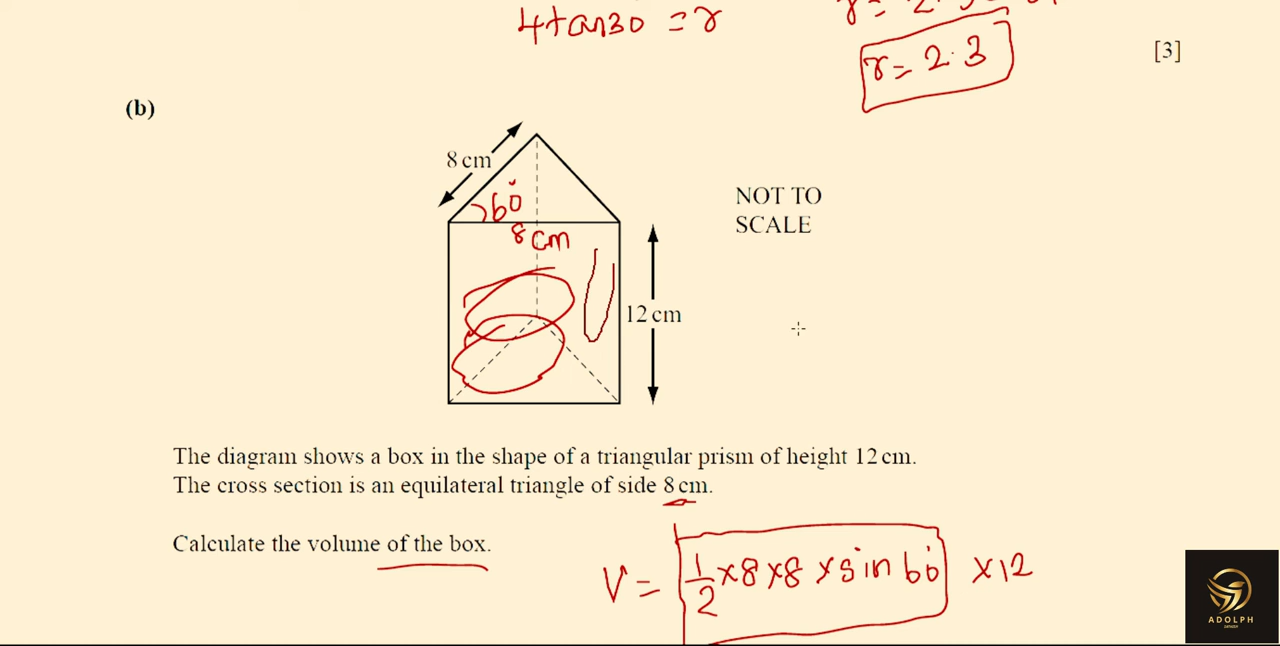 4tan30 = r
r = 2.3
[3]
(b)
8 cm
60°
8cm
NOT TO
SCALE
12 cm
The diagram shows a box in the shape of a triangular prism of height 12 cm.
The cross section is an equilateral triangle of side 8 cm.
Calculate the volume of the box.
V = 1/2 ×8 ×8 ×sin 60° ×12
ADOLPH